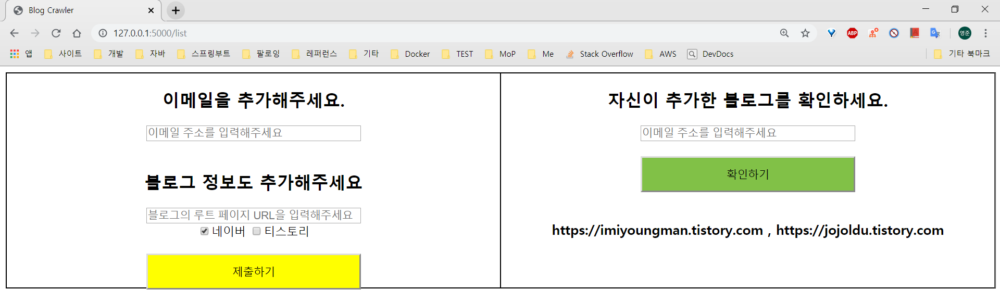 Blog Crawler
127.0.0.1:5000/list
ABP
영준
앱 사이트 개발 자바 스프링부트 팔로잉 레퍼런스 기타 Docker TEST MoP Me Stack Overflow AWS DevDocs 기타 북마크
이메일을 추가해주세요.
이메일 주소를 입력해주세요
블로그 정보도 추가해주세요
블로그의 루트 페이지 URL을 입력해주세요
네이버 티스토리
제출하기
자신이 추가한 블로그를 확인하세요.
이메일 주소를 입력해주세요
확인하기
https://imiyoungman.tistory.com , https://jojoldu.tistory.com